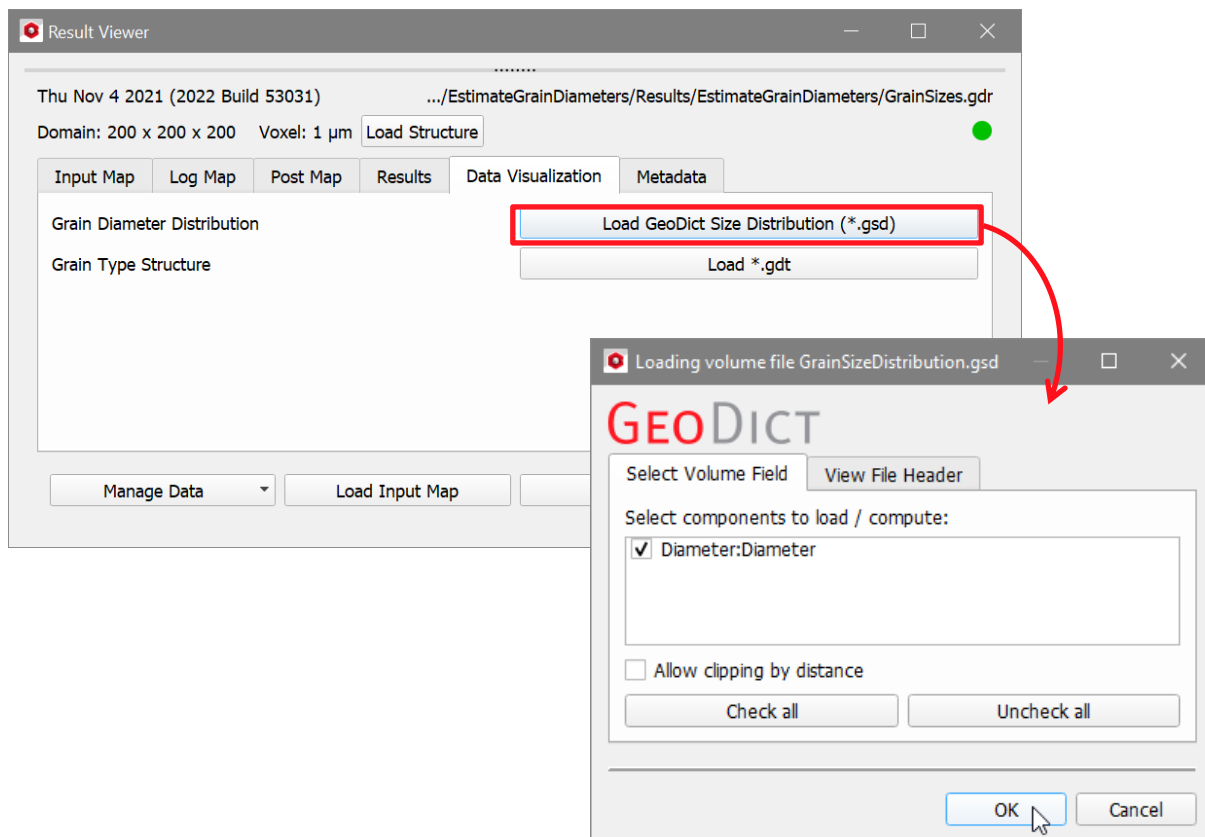 Result Viewer
Thu Nov 4 2021 (2022 Build 53031) .../EstimateGrainDiameters/Results/EstimateGrainDiameters/GrainSizes.gdr
Domain: 200 x 200 x 200 Voxel: 1 µm Load Structure
Input Map Log Map Post Map Results Data Visualization Metadata
Grain Diameter Distribution Load GeoDict Size Distribution (*.gsd)
Grain Type Structure Load *.gdt
Manage Data Load Input Map
Loading volume file GrainSizeDistribution.gsd
GEODICT
Select Volume Field View File Header
Select components to load / compute:
Diameter:Diameter
Allow clipping by distance
Check all Uncheck all
OK Cancel